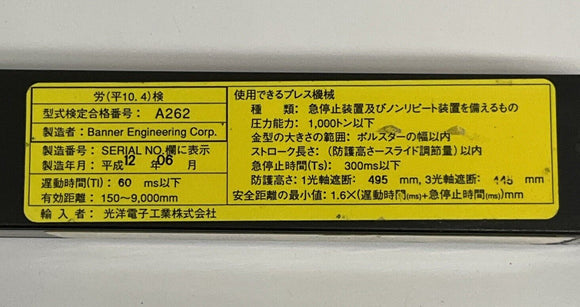 労(平10.4)検
型式検定合格番号: A262
製造者: Banner Engineering Corp.
製造番号: SERIAL NO.欄に表示
製造年月: 平成12年06月
遅動時間(Tl): 60 ms以下
有効距離: 150～9,000mm
輸入者: 光洋電子工業株式会社
使用できるプレス機械
種類: 急停止装置及びノンリピート装置を備えるもの
圧力能力: 1,000トン以下
金型の大きさの範囲: ボルスターの幅以内
ストローク長さ: (防護高さ－スライド調節量)以内
急停止時間(Ts): 300ms以下
防護高さ: 1光軸遮断: 495 mm, 3光軸遮断: 445 mm
安全距離の最小値: 1.6×(遅動時間(ms)+急停止時間(ms))mm